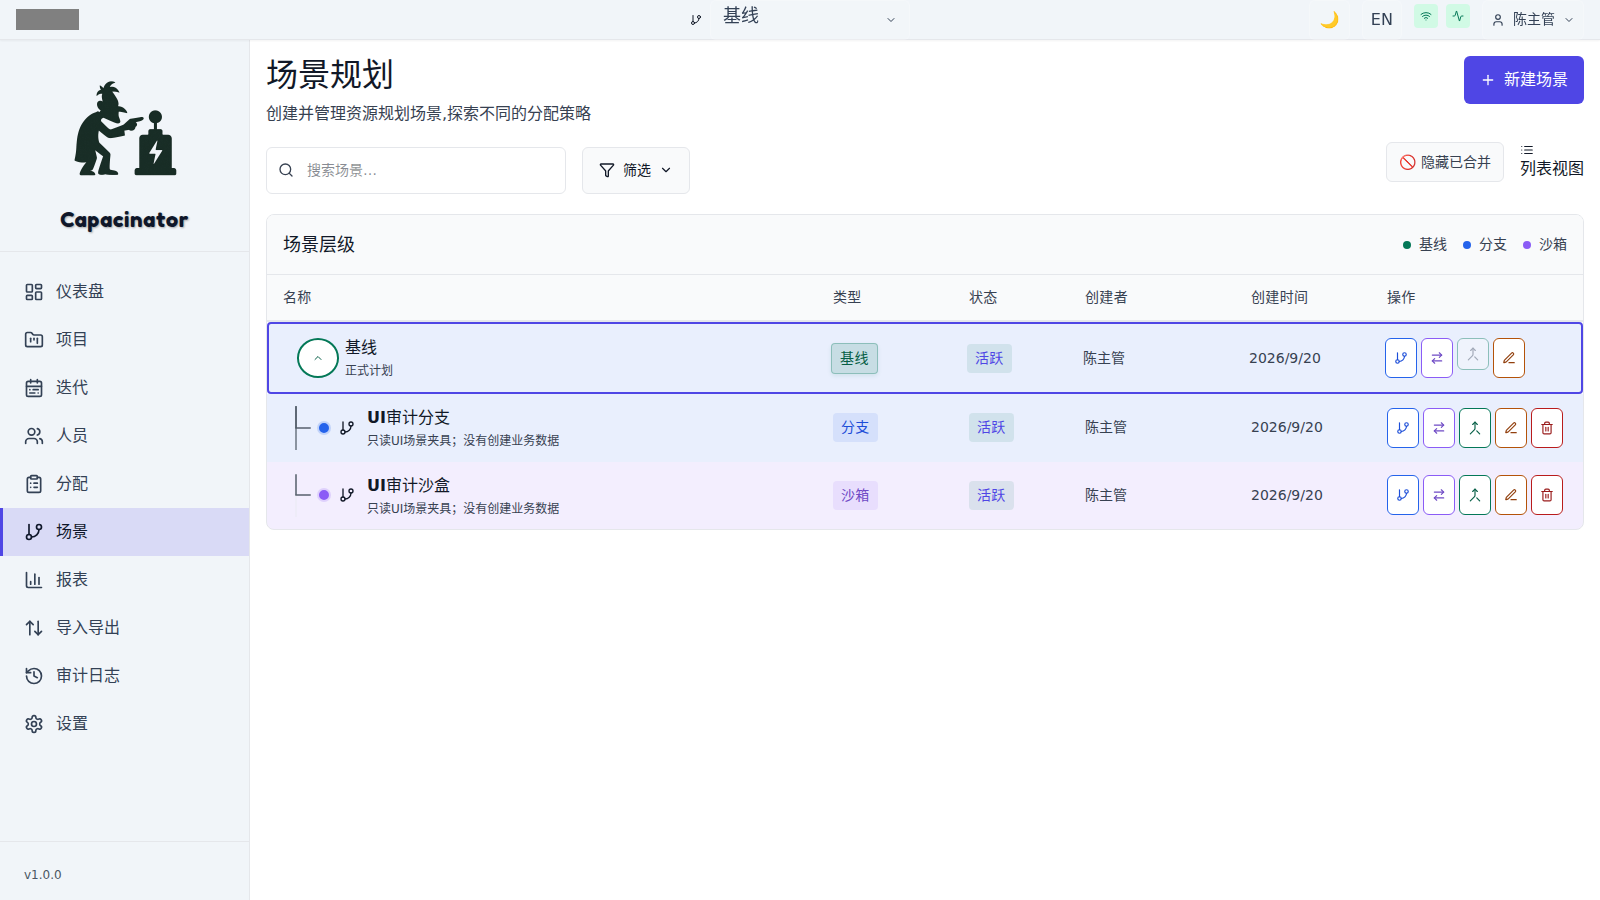 基线
EN
陈主管
Capacinator
仪表盘
项目
迭代
人员
分配
场景
报表
导入导出
审计日志
设置
v1.0.0
场景规划
创建并管理资源规划场景,探索不同的分配策略
新建场景
搜索场景...
筛选
隐藏已合并
列表视图
场景层级
基线 分支 沙箱
名称 类型 状态 创建者 创建时间 操作
基线 基线 活跃 陈主管 2026/9/20
正式计划
UI审计分支 分支 活跃 陈主管 2026/9/20
只读UI场景夹具；没有创建业务数据
UI审计沙盒 沙箱 活跃 陈主管 2026/9/20
只读UI场景夹具；没有创建业务数据